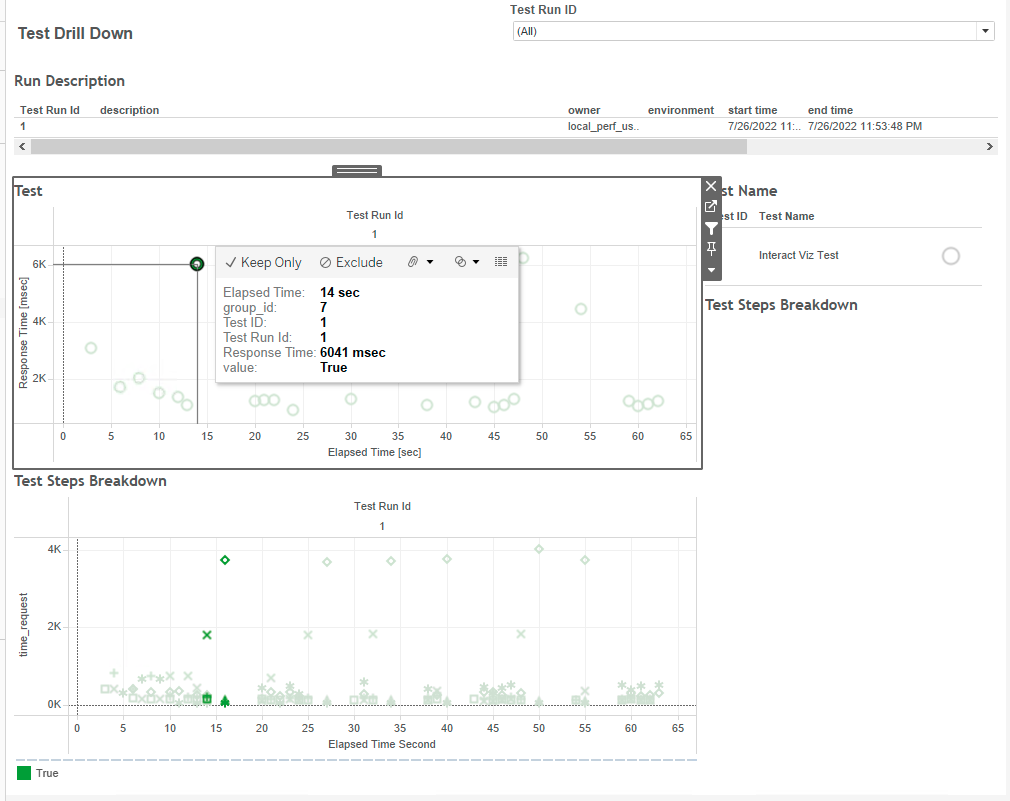 Test Run ID
Test Drill Down
(All)
Run Description
Test Run Id description owner environment start time end time
1 local_perf_us.. 7/26/2022 11:.. 7/26/2022 11:53:48 PM
Test
st Name
Test Run Id
est ID Test Name
1
Interact Viz Test
Keep Only Exclude
6K
4K
2K
Response Time [msec]
Elapsed Time: 14 sec
group_id: 7
Test ID: 1
Test Run Id: 1
Response Time: 6041 msec
value: True
Test Steps Breakdown
0 5 10 15 20 25 30 35 40 45 50 55 60 65
Elapsed Time [sec]
Test Steps Breakdown
Test Run Id
1
4K
2K
0K
time_request
0 5 10 15 20 25 30 35 40 45 50 55 60 65
Elapsed Time Second
True